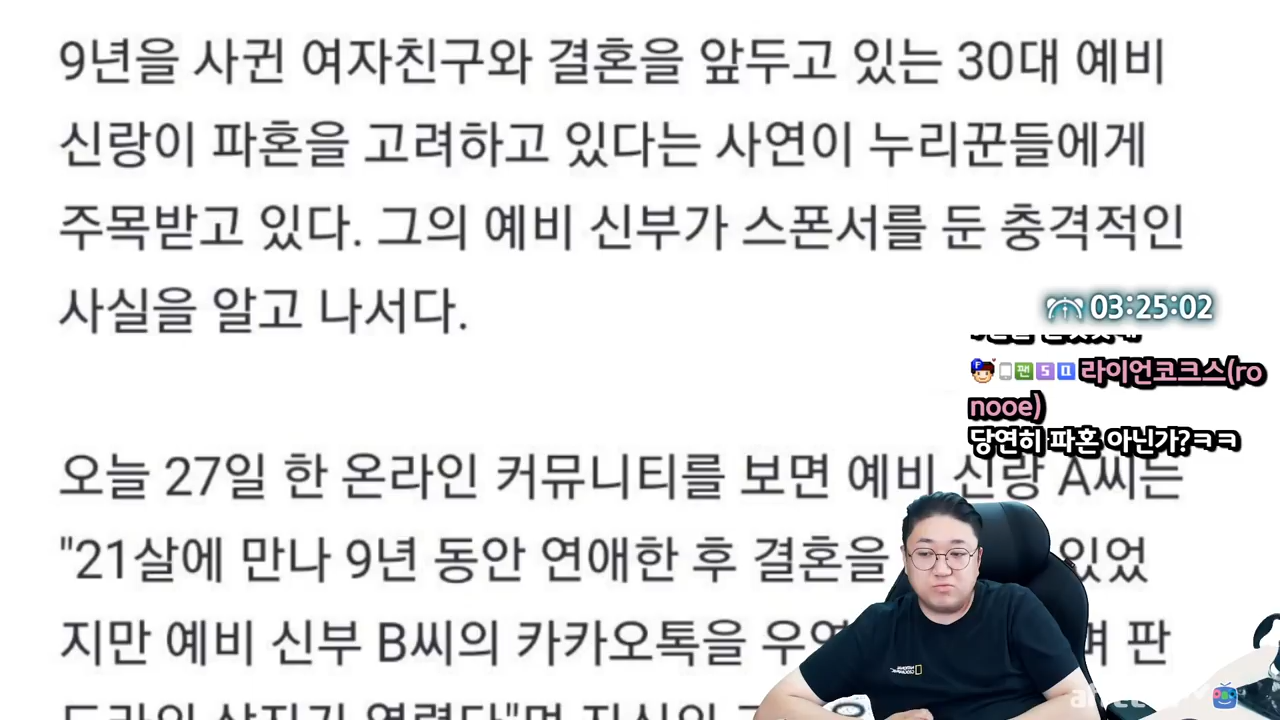 9년을 사귄 여자친구와 결혼을 앞두고 있는 30대 예비
신랑이 파혼을 고려하고 있다는 사연이 누리꾼들에게
주목받고 있다. 그의 예비 신부가 스폰서를 둔 충격적인
사실을 알고 나서다.
03:25:02
라이언코크스(ro
nooe)
당연히 파혼 아닌가?ㅋㅋ
오늘 27일 한 온라인 커뮤니티를 보면 예비 신랑 A씨는
"21살에 만나 9년 동안 연애한 후 결혼을 있었
지만 예비 신부 B씨의 카카오톡을 판